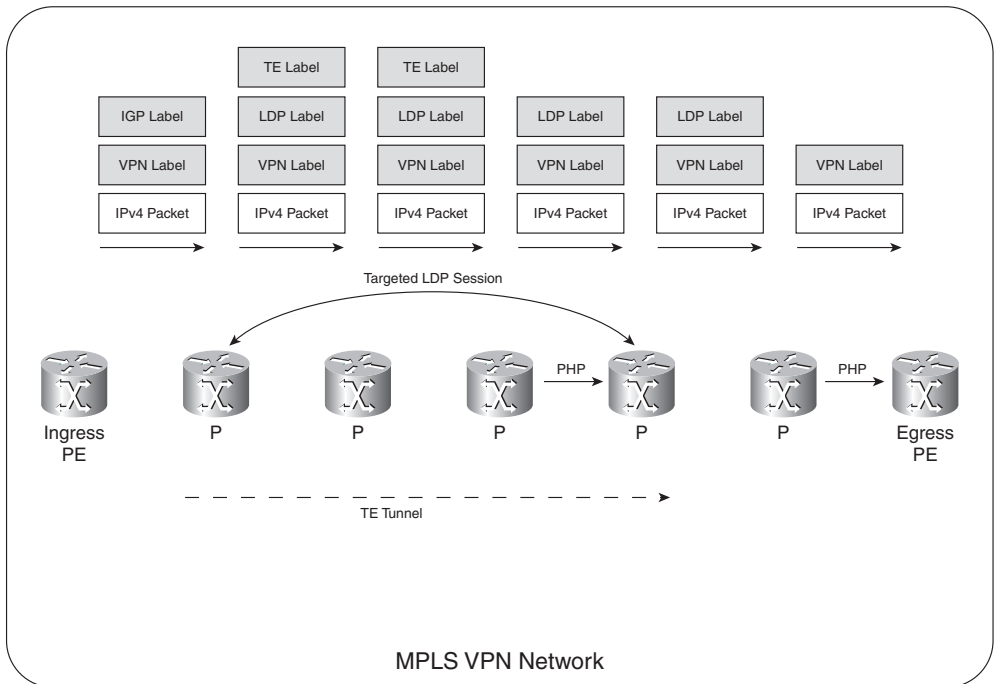 TE Label TE Label
IGP Label LDP Label LDP Label LDP Label LDP Label
VPN Label VPN Label VPN Label VPN Label VPN Label VPN Label
IPv4 Packet IPv4 Packet IPv4 Packet IPv4 Packet IPv4 Packet IPv4 Packet
Targeted LDP Session
PHP PHP
Ingress P P P P P Egress
PE PE
TE Tunnel
MPLS VPN Network